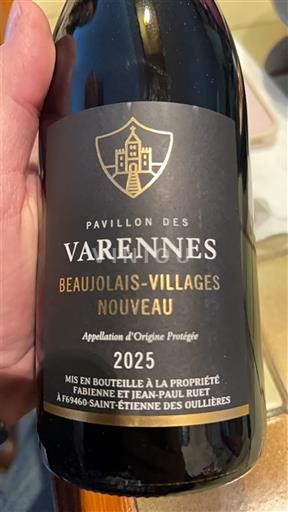 PAVILLON DES
VARENNES
VINIOU
BEAUJOLAIS-VILLAGES
NOUVEAU
Appellation d'Origine Protégée
2025
MIS EN BOUTEILLE À LA PROPRIÉTÉ
FABIENNE ET JEAN-PAUL RUET
À F69460-SAINT-ÉTIENNE DES OULLIÈRES